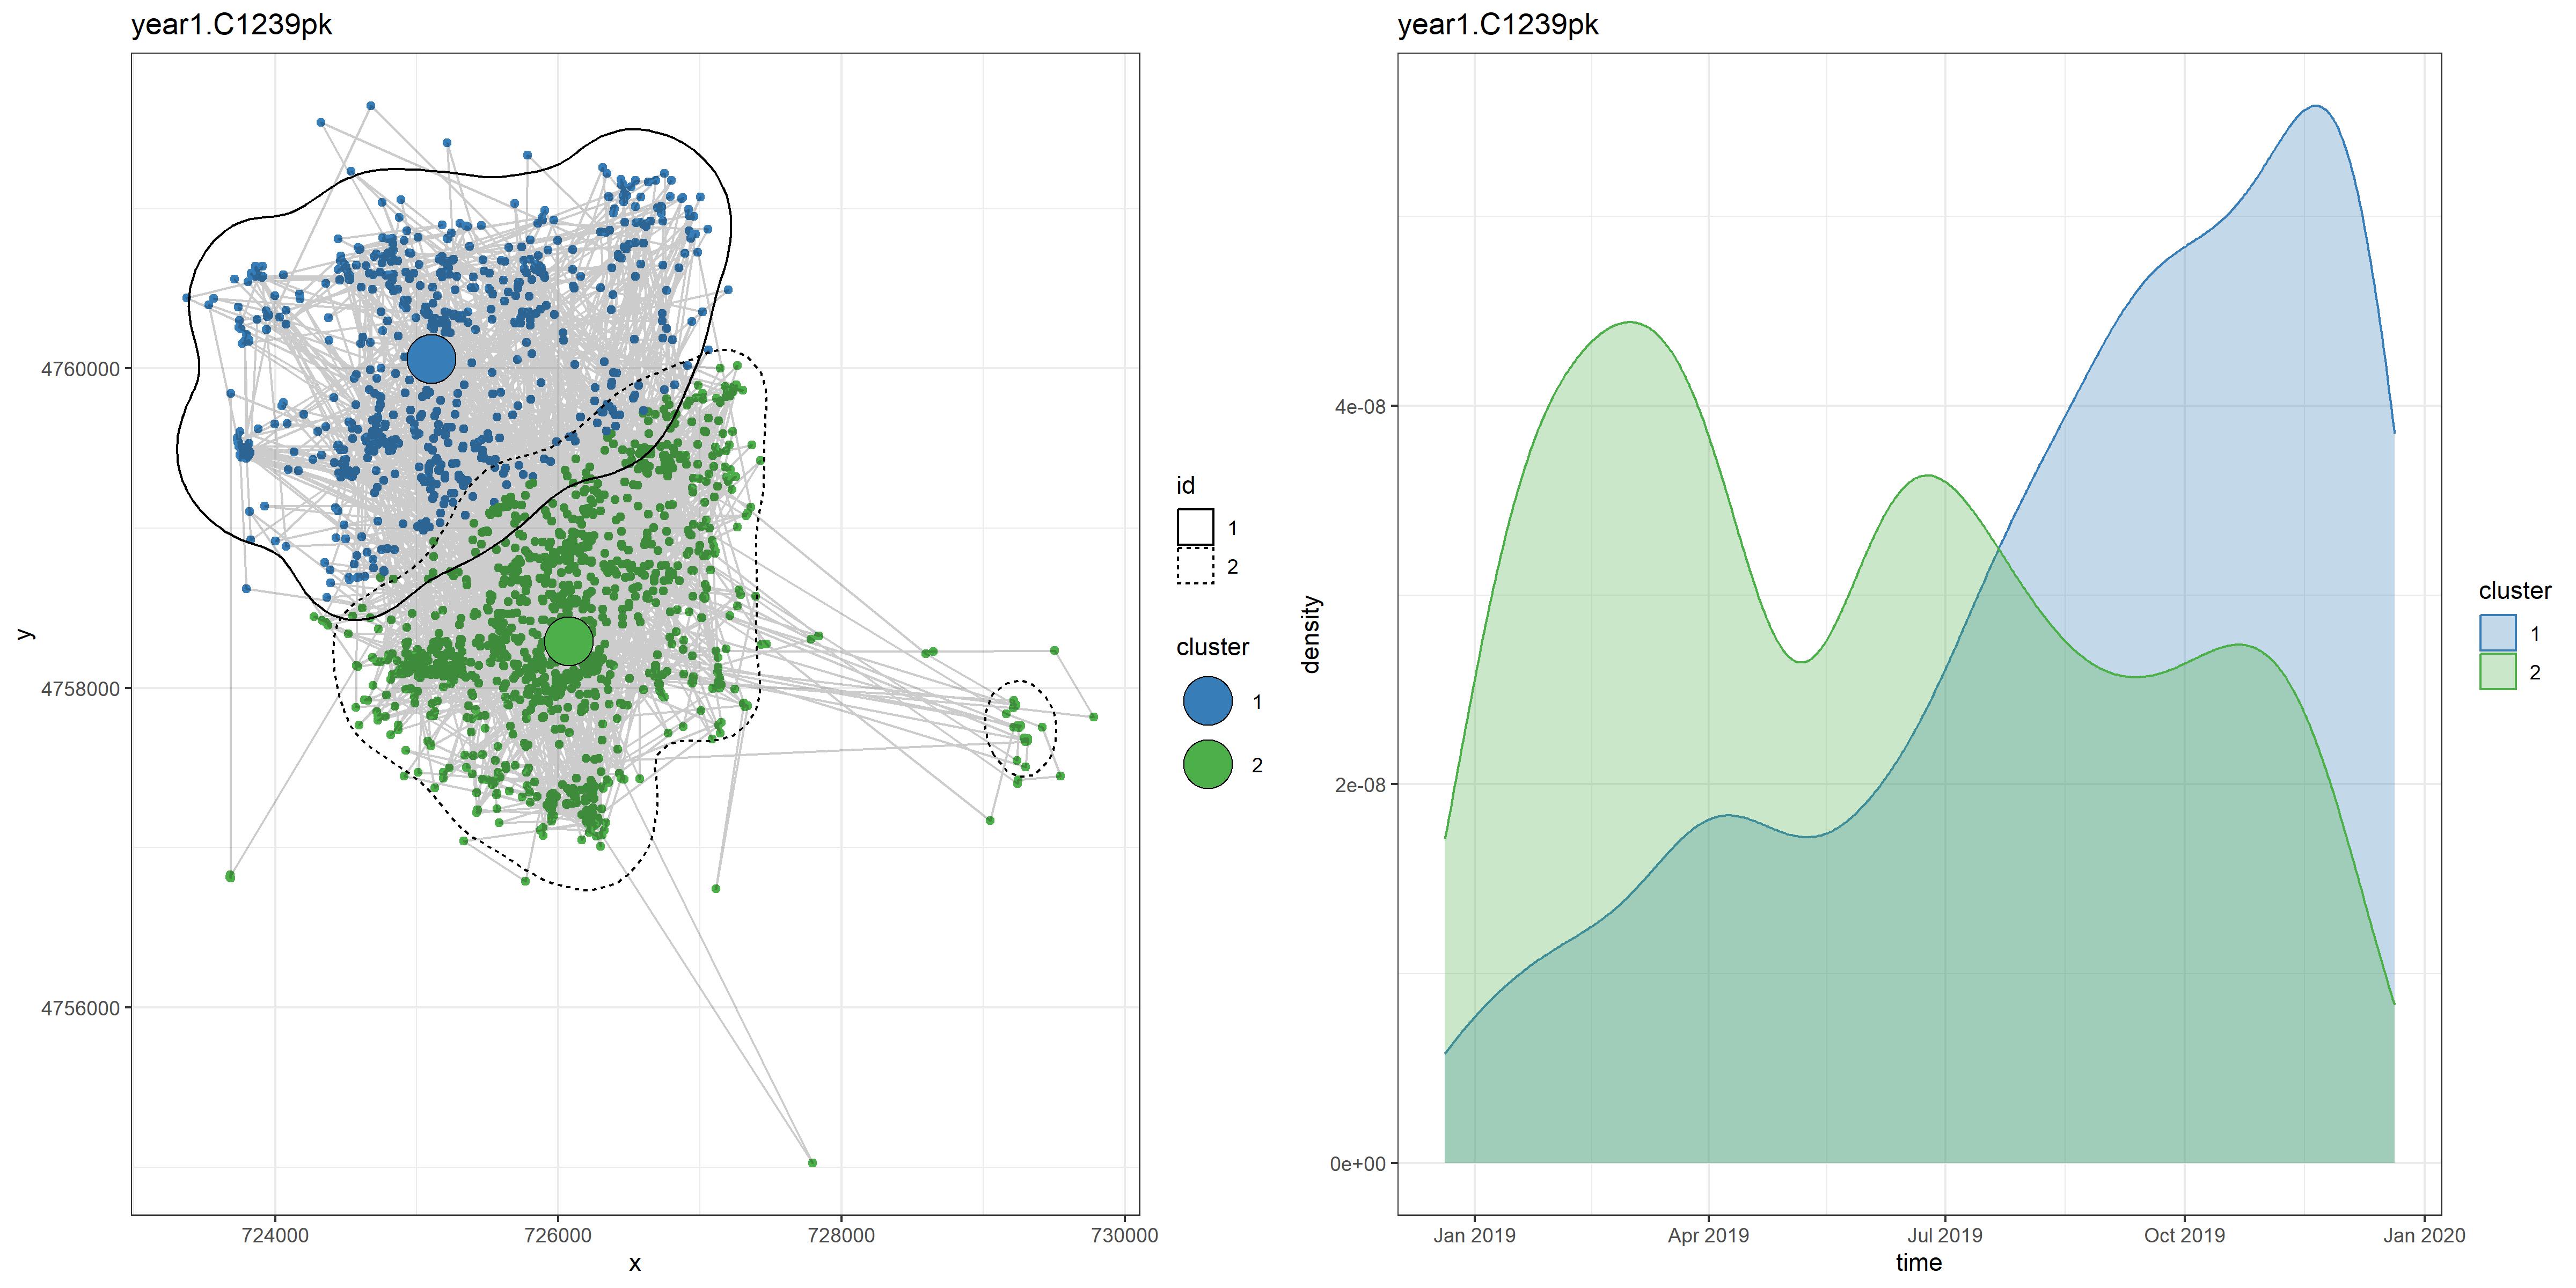 year1.C1239pk
4760000
4758000
4756000
y
724000
726000
728000
730000
x
id
1
2
cluster
1
2
year1.C1239pk
4e-08
2e-08
0e+00
density
Jan 2019
Apr 2019
Jul 2019
Oct 2019
Jan 2020
time
cluster
1
2